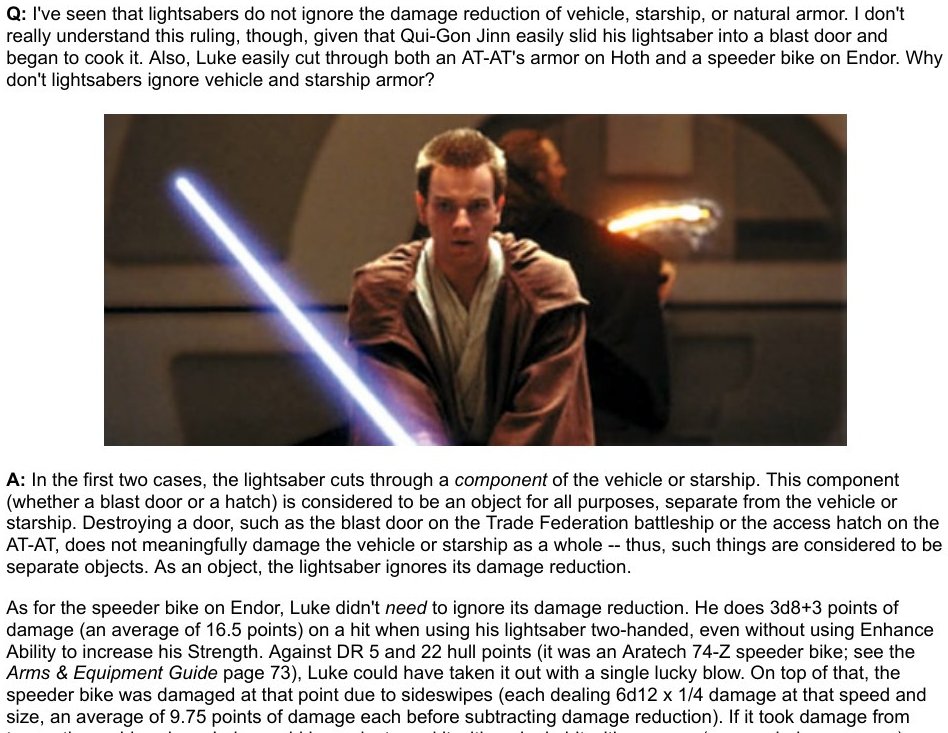 Q: I've seen that lightsabers do not ignore the damage reduction of vehicle, starship, or natural armor. I don't
really understand this ruling, though, given that Qui-Gon Jinn easily slid his lightsaber into a blast door and
began to cook it. Also, Luke easily cut through both an AT-AT's armor on Hoth and a speeder bike on Endor. Why
don't lightsabers ignore vehicle and starship armor?
A: In the first two cases, the lightsaber cuts through a component of the vehicle or starship. This component
(whether a blast door or a hatch) is considered to be an object for all purposes, separate from the vehicle or
starship. Destroying a door, such as the blast door on the Trade Federation battleship or the access hatch on the
AT-AT, does not meaningfully damage the vehicle or starship as a whole -- thus, such things are considered to be
separate objects. As an object, the lightsaber ignores its damage reduction.
As for the speeder bike on Endor, Luke didn't need to ignore its damage reduction. He does 3d8+3 points of
damage (an average of 16.5 points) on a hit when using his lightsaber two-handed, even without using Enhance
Ability to increase his Strength. Against DR 5 and 22 hull points (it was an Aratech 74-Z speeder bike; see the
Arms & Equipment Guide page 73), Luke could have taken it out with a single lucky blow. On top of that, the
speeder bike was damaged at that point due to sideswipes (each dealing 6d12 x 1/4 damage at that speed and
size, an average of 9.75 points of damage each before subtracting damage reduction). If it took damage from